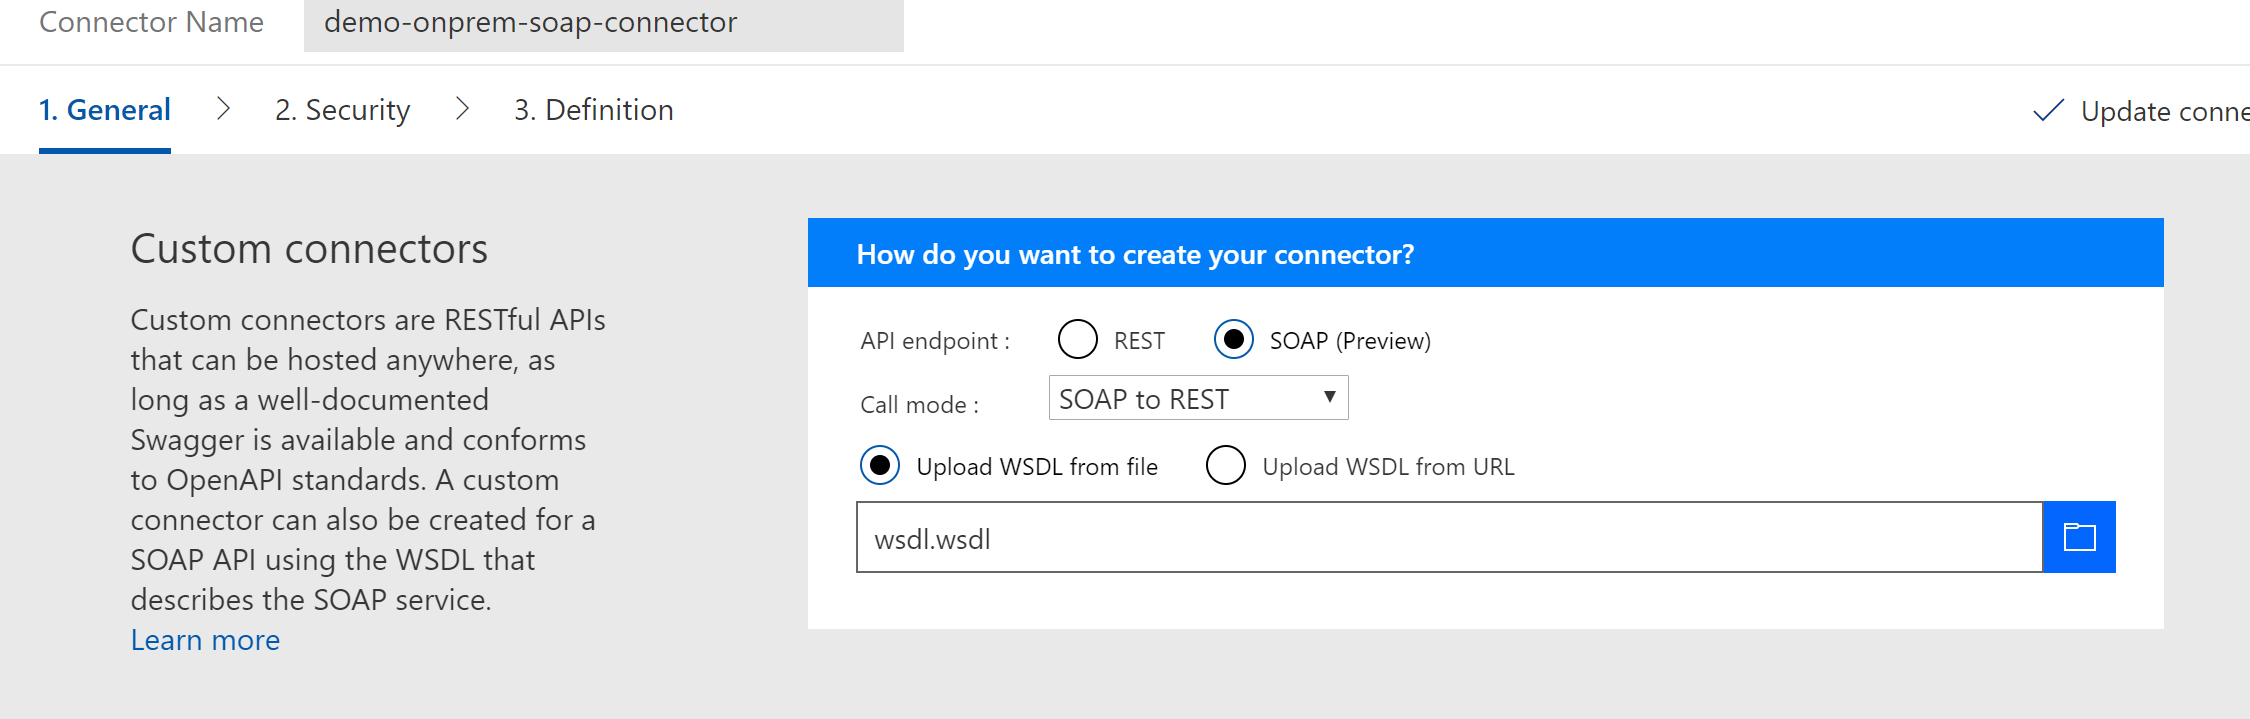 Connector Name demo-onprem-soap-connector
1. General 2. Security 3. Definition Update conne
Custom connectors
Custom connectors are RESTful APIs
that can be hosted anywhere, as
long as a well-documented
Swagger is available and conforms
to OpenAPI standards. A custom
connector can also be created for a
SOAP API using the WSDL that
describes the SOAP service.
Learn more
How do you want to create your connector?
API endpoint : REST SOAP (Preview)
Call mode : SOAP to REST
Upload WSDL from file Upload WSDL from URL
wsdl.wsdl